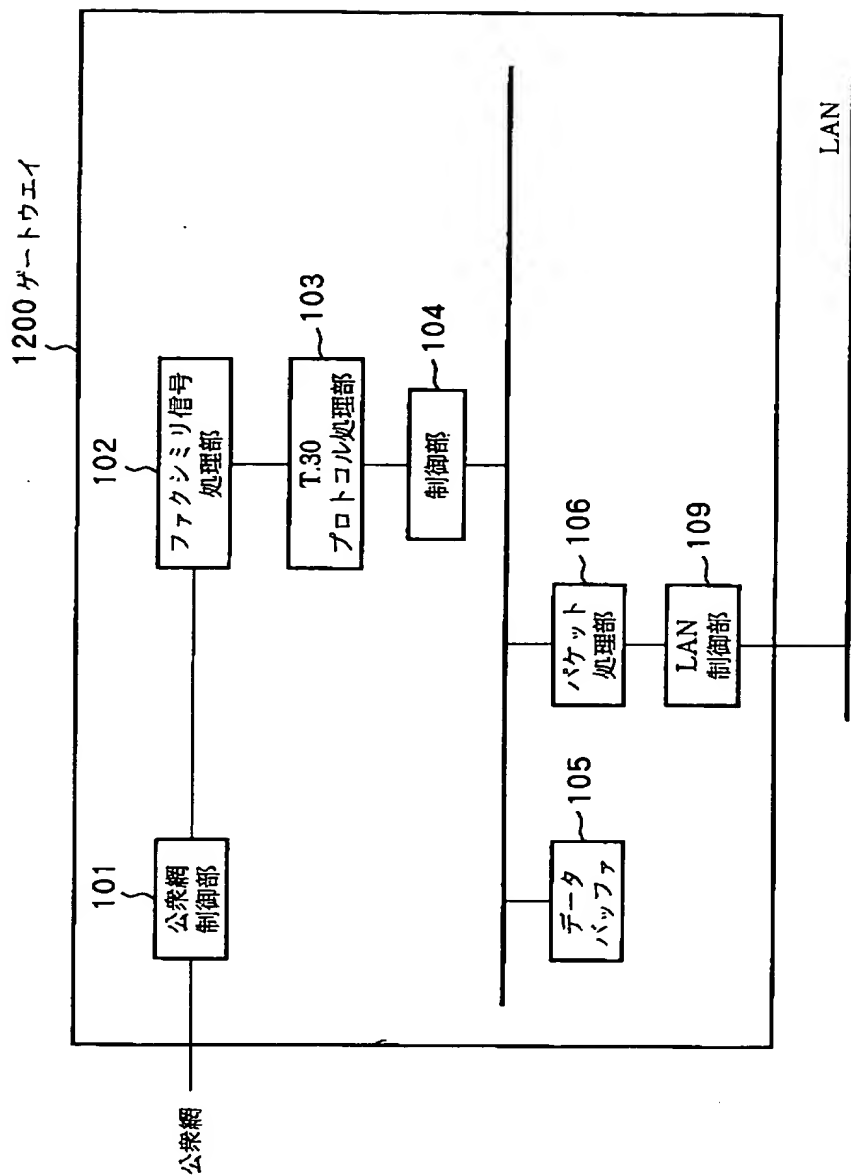 1200 ゲートウェイ
102
ファクシミリ信号
処理部
103
T.30
プロトコル処理部
104
制御部
101
公衆網
制御部
公衆網
105
データ
バッファ
106
パケット
処理部
109
LAN
制御部
LAN